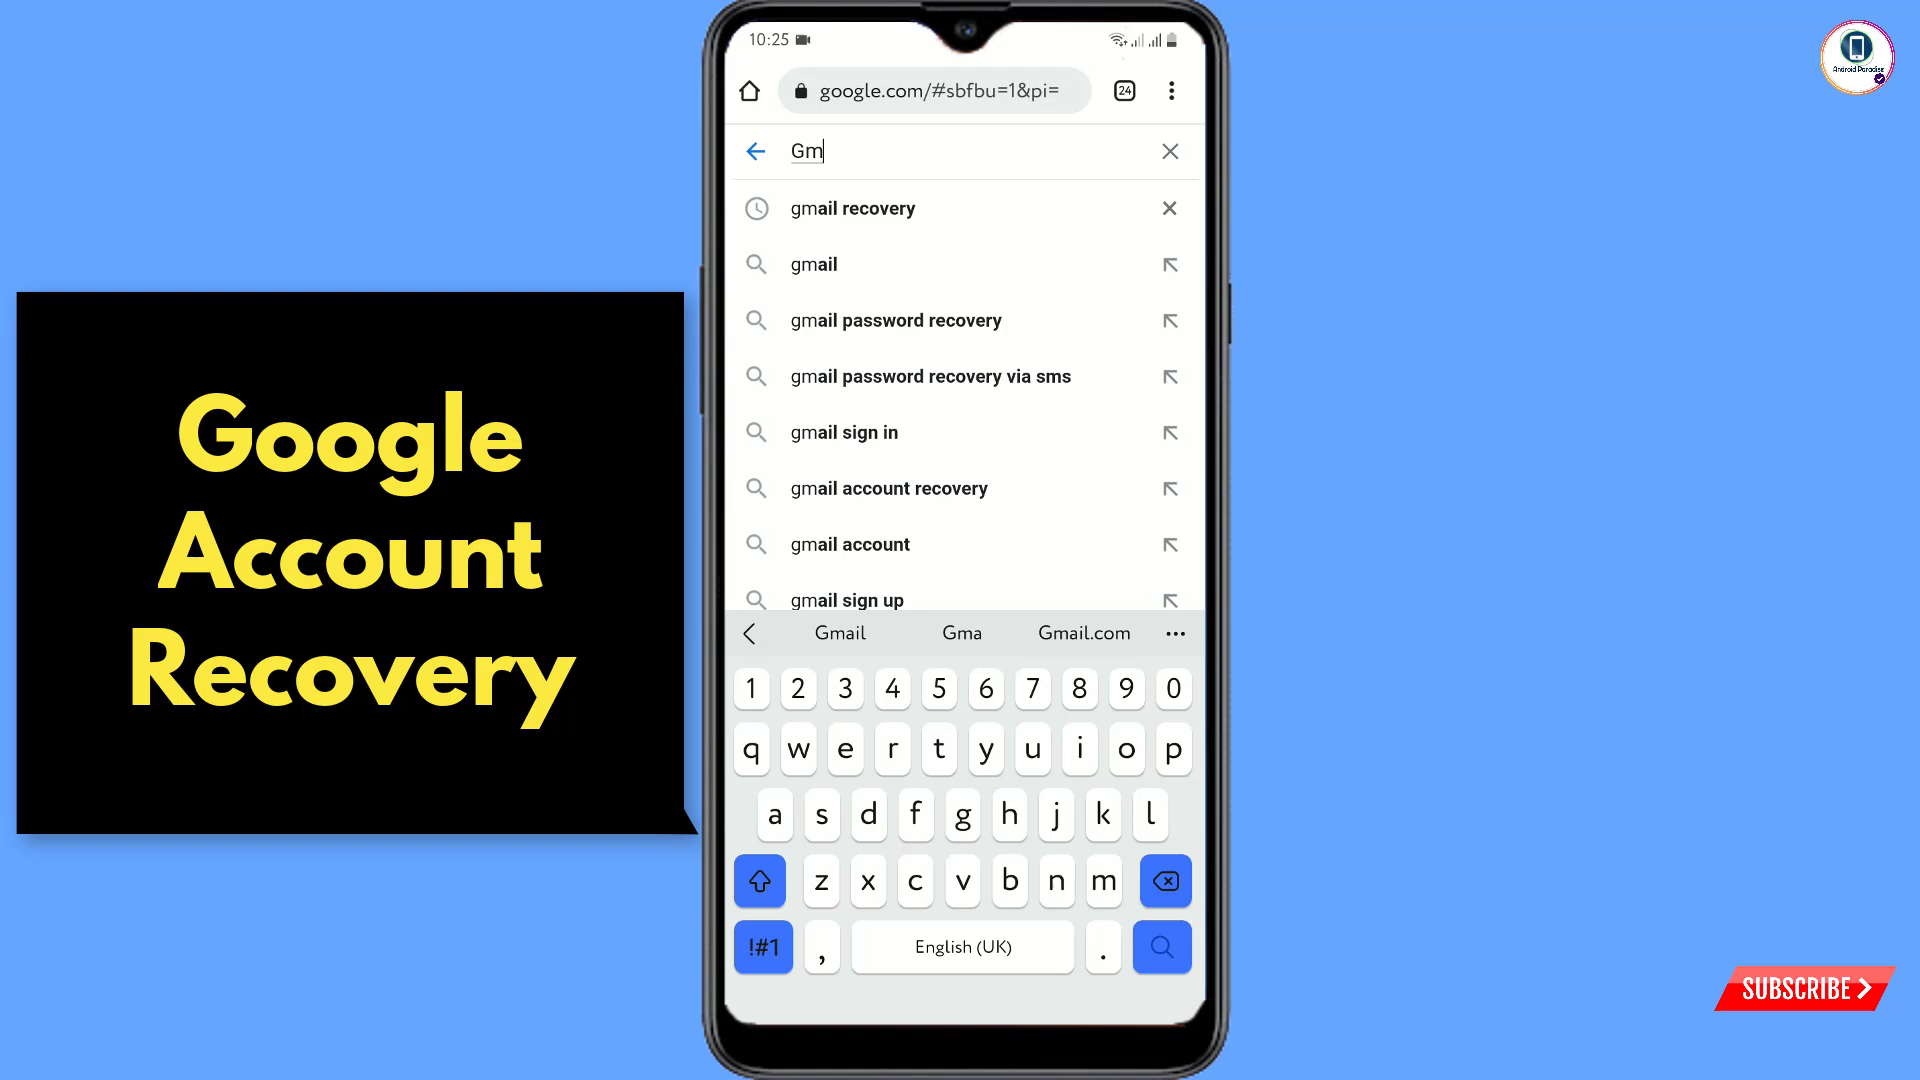 10:25
google.com/#sbfbu=1&pi=
24
Gm
gmail recovery
gmail
gmail password recovery
gmail password recovery via sms
gmail sign in
gmail account recovery
gmail account
gmail sign up
Gmail Gma Gmail.com
1 2 3 4 5 6 7 8 9 0
q w e r t y u i o p
a s d f g h j k l
z x c v b n m
!#1 , English (UK) .
Google
Account
Recovery
Android Paradise
SUBSCRIBE